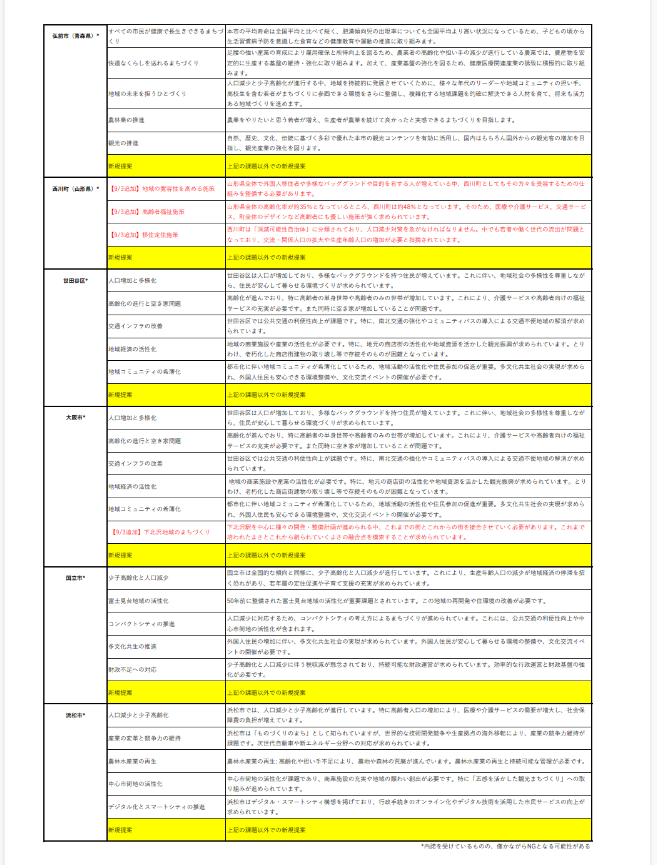 弘前市（青森県）*
すべての市民が健康で長生きできるまちづくり
本市の平均寿命は全国平均と比べて短く、肥満傾向児の出現率についても全国平均より高い状況になっているため、子どもの頃から生活習慣病予防を意識した食育などの健康教育や運動の推進に取り組みます。
快適なくらしを送れるまちづくり
定的に生産する基盤の維持・強化に取り組みます。加えて、産業基盤の強化を図るため、健康医療関連産業の誘致に積極的に取り組みます。
地域の未来を担うひとづくり
人口減少と少子高齢化が進行する中、地域を持続的に発展させていくために、様々な年代のリーダーや地域コミュニティの担い手、
高校生を含む若者がまちづくりに参画できる環境をさらに整備し、複雑化する地域課題を的確に解決できる人材を育て、将来も活力ある地域づくりを進めます。
農林業の推進
農業をやりたいと思う若者が増え、生産者が農業を続けて良かったと実感できるまちづくりを目指します。
観光の推進
自然、歴史、文化、伝統に基づく多彩で優れた本市の観光コンテンツを有効に活用し、国内はもちろん国外からの観光客の増加を目指し、観光産業の強化を図ります。
新規提案
上記の課題以外での新規提案
西川町（山形県）*
【9/3追加】地域の寛容性を高める施策
山形県全体で外国人移住者や多様なバックグラウンドや目的を有する人が増えている中、西川町としてもその方々を受容するための仕組みを整備する必要があります。
【9/3追加】高齢者福祉施策
山形県全体の高齢化率が約35％となっているところ、西川町は約48％となっています。そのため、医療や介護サービス、交通サービス、町全体のデザインなど高齢者にも優しい施策が強く求められています。
【9/3追加】移住定住施策
西川町は「消滅可能性自治体」に分類されており、人口減少対策を急がなければなりません。中でも若者や働く世代の流出が問題となっており、交流・関係人口の拡大や生産年齢人口の増加が必要と指摘されています。
新規提案
上記の課題以外での新規提案
世田谷区*
人口増加と多様化
世田谷区は人口が増加しており、多様なバックグラウンドを持つ住民が増えています。これに伴い、地域社会の多様性を尊重しながら、住民が安心して暮らせる環境づくりが求められています。
高齢化の進行と空き家問題
高齢化が進んでおり、特に高齢者の単身世帯や高齢者のみの世帯が増加しています。これにより、介護サービスや高齢者向けの福祉サービスの充実が必要です。また同時に空き家が増加していることが問題です。
交通インフラの改善
世田谷区では公共交通の利便性向上が課題です。特に、南北交通の強化やコミュニティバスの導入による交通不便地域の解消が求められています。
地域経済の活性化
地域の商業施設や産業の活性化が必要です。特に、地元の商店街の活性化や地域資源を活かした観光振興が求められています。とりわけ、老朽化した商店街建物の取り壊し等で存続そのものが困難となっています。
地域コミュニティの希薄化
都市化に伴い地域コミュニティが希薄化しているため、地域活動の活性化や住民参加の促進が重要。多文化共生社会の実現が求められ、外国人住民も安心できる環境整備や、文化交流イベントの開催が必要です。
新規提案
上記の課題以外での新規提案
大阪市*
人口増加と多様化
世田谷区は人口が増加しており、多様なバックグラウンドを持つ住民が増えています。これに伴い、地域社会の多様性を尊重しながら、住民が安心して暮らせる環境づくりが求められています。
高齢化の進行と空き家問題
高齢化が進んでおり、特に高齢者の単身世帯や高齢者のみの世帯が増加しています。これにより、介護サービスや高齢者向けの福祉サービスの充実が必要です。また同時に空き家が増加していることが問題です。
交通インフラの改善
世田谷区では公共交通の利便性向上が課題です。特に、南北交通の強化やコミュニティバスの導入による交通不便地域の解消が求められています。
地域経済の活性化
地域の商業施設や産業の活性化が必要です。特に、地元の商店街の活性化や地域資源を活かした観光振興が求められています。とりわけ、老朽化した商店街建物の取り壊し等で存続そのものが困難となっています。
地域コミュニティの希薄化
都市化に伴い地域コミュニティが希薄化しているため、地域活動の活性化や住民参加の促進が重要。多文化共生社会の実現が求められ、外国人住民も安心できる環境整備や、文化交流イベントの開催が必要です。
【9/3追加】下北沢地域のまちづくり
下北沢駅を中心に種々の開発・整備計画が進められる中、これまでの街とこれからの街を接合させていく必要があります。これまで培われたよさとこれから創られていくよさの融合点を模索することが求められています。
新規提案
上記の課題以外での新規提案
国立市*
少子高齢化と人口減少
国立市は全国的な傾向と同様に、少子高齢化と人口減少が進行しています。これにより、生産年齢人口の減少が地域経済の停滞を招く恐れがあり、若年層の定住促進や子育て支援の充実が求められています。
富士見台地域の活性化
50年前に整備された富士見台地域の活性化が重要課題とされています。この地域の再開発や住環境の改善が必要です。
コンパクトシティの推進
人口減少に対応するため、コンパクトシティの考え方によるまちづくりが進められています。これには、公共交通の利便性向上や中心市街地の活性化が含まれます。
多文化共生の推進
外国人住民の増加に伴い、多文化共生社会の実現が求められています。外国人住民が安心して暮らせる環境の整備や、文化交流イベントの開催が必要です。
財政不足への対応
少子高齢化と人口減少に伴う税収減が懸念されており、持続可能な財政運営が求められています。効率的な行政運営と財政基盤の強化が必要です。
新規提案
上記の課題以外での新規提案
浜松市*
人口減少と少子高齢化
浜松市では、人口減少と少子高齢化が進行しています。特に高齢者人口の増加により、医療や介護サービスの需要が増大し、社会保障費の負担が増えています。
産業の変革と競争力の維持
浜松市は「ものづくりのまち」として知られていますが、世界的な技術開発競争や生産拠点の海外移転により、産業の競争力維持が課題です。次世代自動車や新エネルギー分野への対応が求められています。
農林水産業の再生
農林水産業の再生: 高齢化や担い手不足により、農地や森林の荒廃が進んでいます。農林水産業の再生と持続可能な管理が必要です。
中心市街地の活性化
中心市街地の活性化が課題であり、商業施設の充実や地域の賑わい創出が必要です。特に「五感を活かした観光まちづくり」への取り組みが進められています。
デジタル化とスマートシティの推進
浜松市はデジタル・スマートシティ構想を掲げており、行政手続きのオンライン化やデジタル技術を活用した市民サービスの向上が求められています。
新規提案
上記の課題以外での新規提案
*内諾を受けているものの、僅かながらNGとなる可能性がある